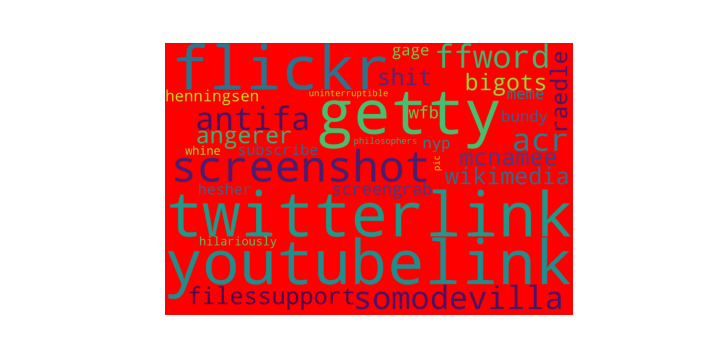 flickr
gage
ffword
shit
bigots
raedle
henningsen
uninterruptible
meme
getty
wfb
antifa
bundy
angerer
philosophers
nyp
acr
whine
subscribe
screenshot
pic
mcnamee
wikimedia
hesher
screengrab
twitterlink
hilariously
youtubelink
filessupport
somodevilla